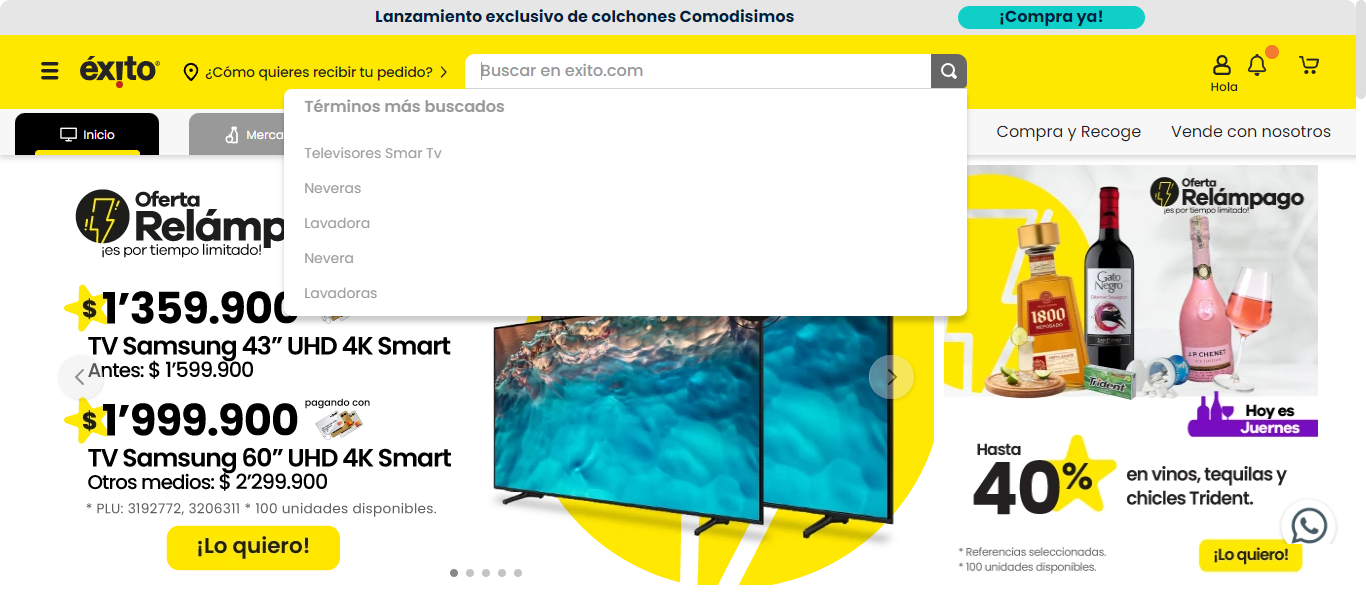 Lanzamiento exclusivo de colchones Comodisimos
¡Compra ya!
éxito
¿Cómo quieres recibir tu pedido?
Buscar en exito.com
Hola
Inicio
Merca
Compra y Recoge
Vende con nosotros
Términos más buscados
Televisores Smar Tv
Neveras
Lavadora
Nevera
Lavadoras
Oferta
Relámp
¡es por tiempo limitado!
$1’359.900
TV Samsung 43” UHD 4K Smart
Antes: $ 1’599.900
$1’999.900
pagando con
TV Samsung 60” UHD 4K Smart
Otros medios: $ 2’299.900
* PLU: 3192772, 3206311 * 100 unidades disponibles.
¡Lo quiero!
Oferta
Relámpago
¡es por tiempo limitado!
1800
REPOSADO
Gato
Negro
Cabernet Sauvignon
J.P. CHENET
Trident
Hoy es
Juernes
Hasta
40%
en vinos, tequilas y
chicles Trident.
* Referencias seleccionadas.
* 100 unidades disponibles.
¡Lo quiero!